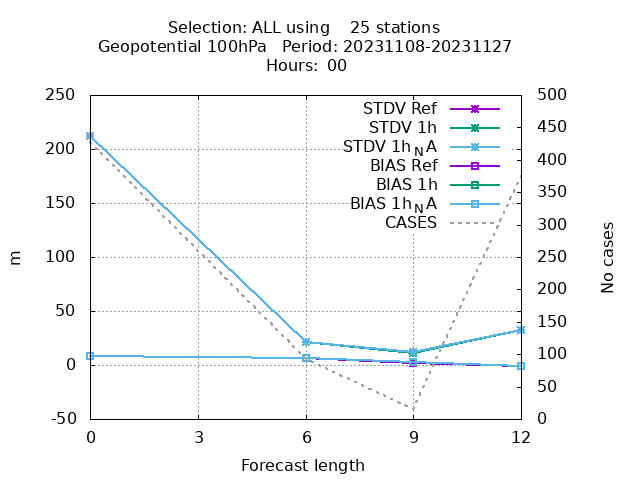 Selection: ALL using    25 stations
Geopotential 100hPa   Period: 20231108-20231127
Hours:  00
STDV Ref
STDV 1h
STDV 1h_N A
BIAS Ref
BIAS 1h
BIAS 1h_N A
CASES
250
200
150
100
50
0
-50
m
500
450
400
350
300
250
200
150
100
50
0
No cases
0
3
6
9
12
Forecast length